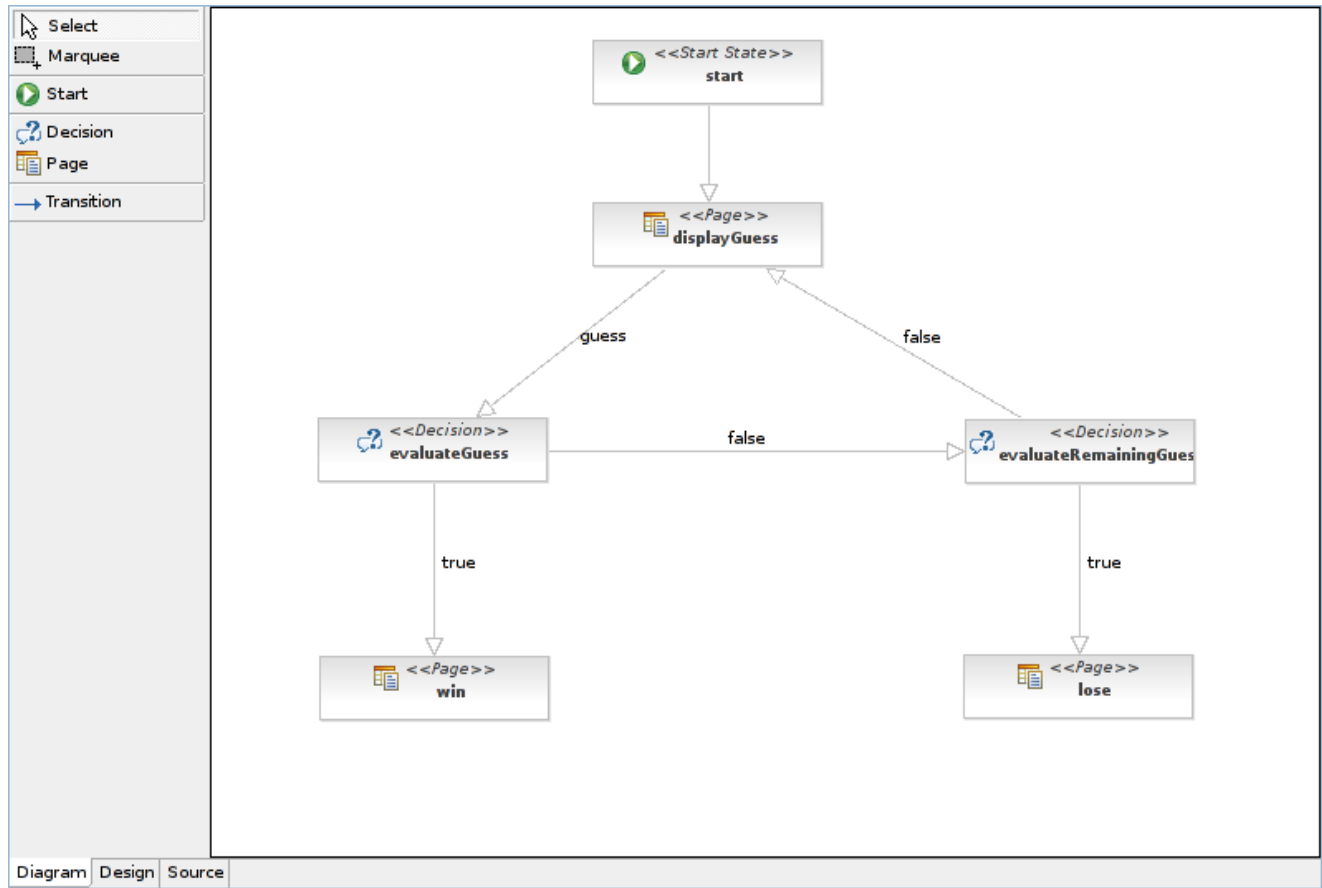 Select
Marquee
Start
Decision
Page
Transition
<<Start State>>
start
<<Page>>
displayGuess
guess
false
<<Decision>>
evaluateGuess
false
<<Decision>>
evaluateRemainingGues
true
true
<<Page>>
win
<<Page>>
lose
Diagram Design Source